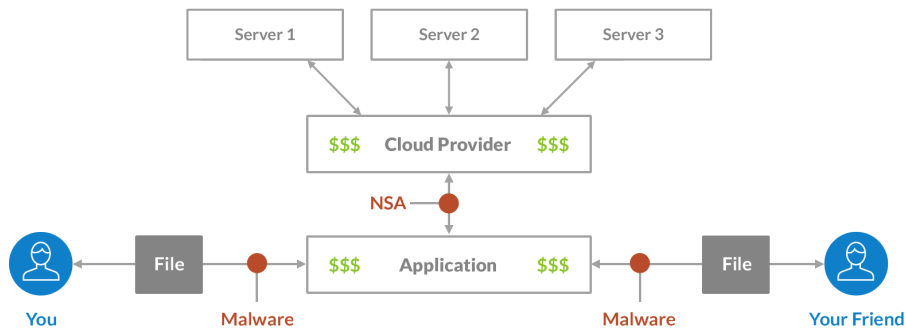 Server 1
Server 2
Server 3
$$$ Cloud Provider $$$
NSA
File
$$$ Application $$$
File
You
Malware
Malware
Your Friend